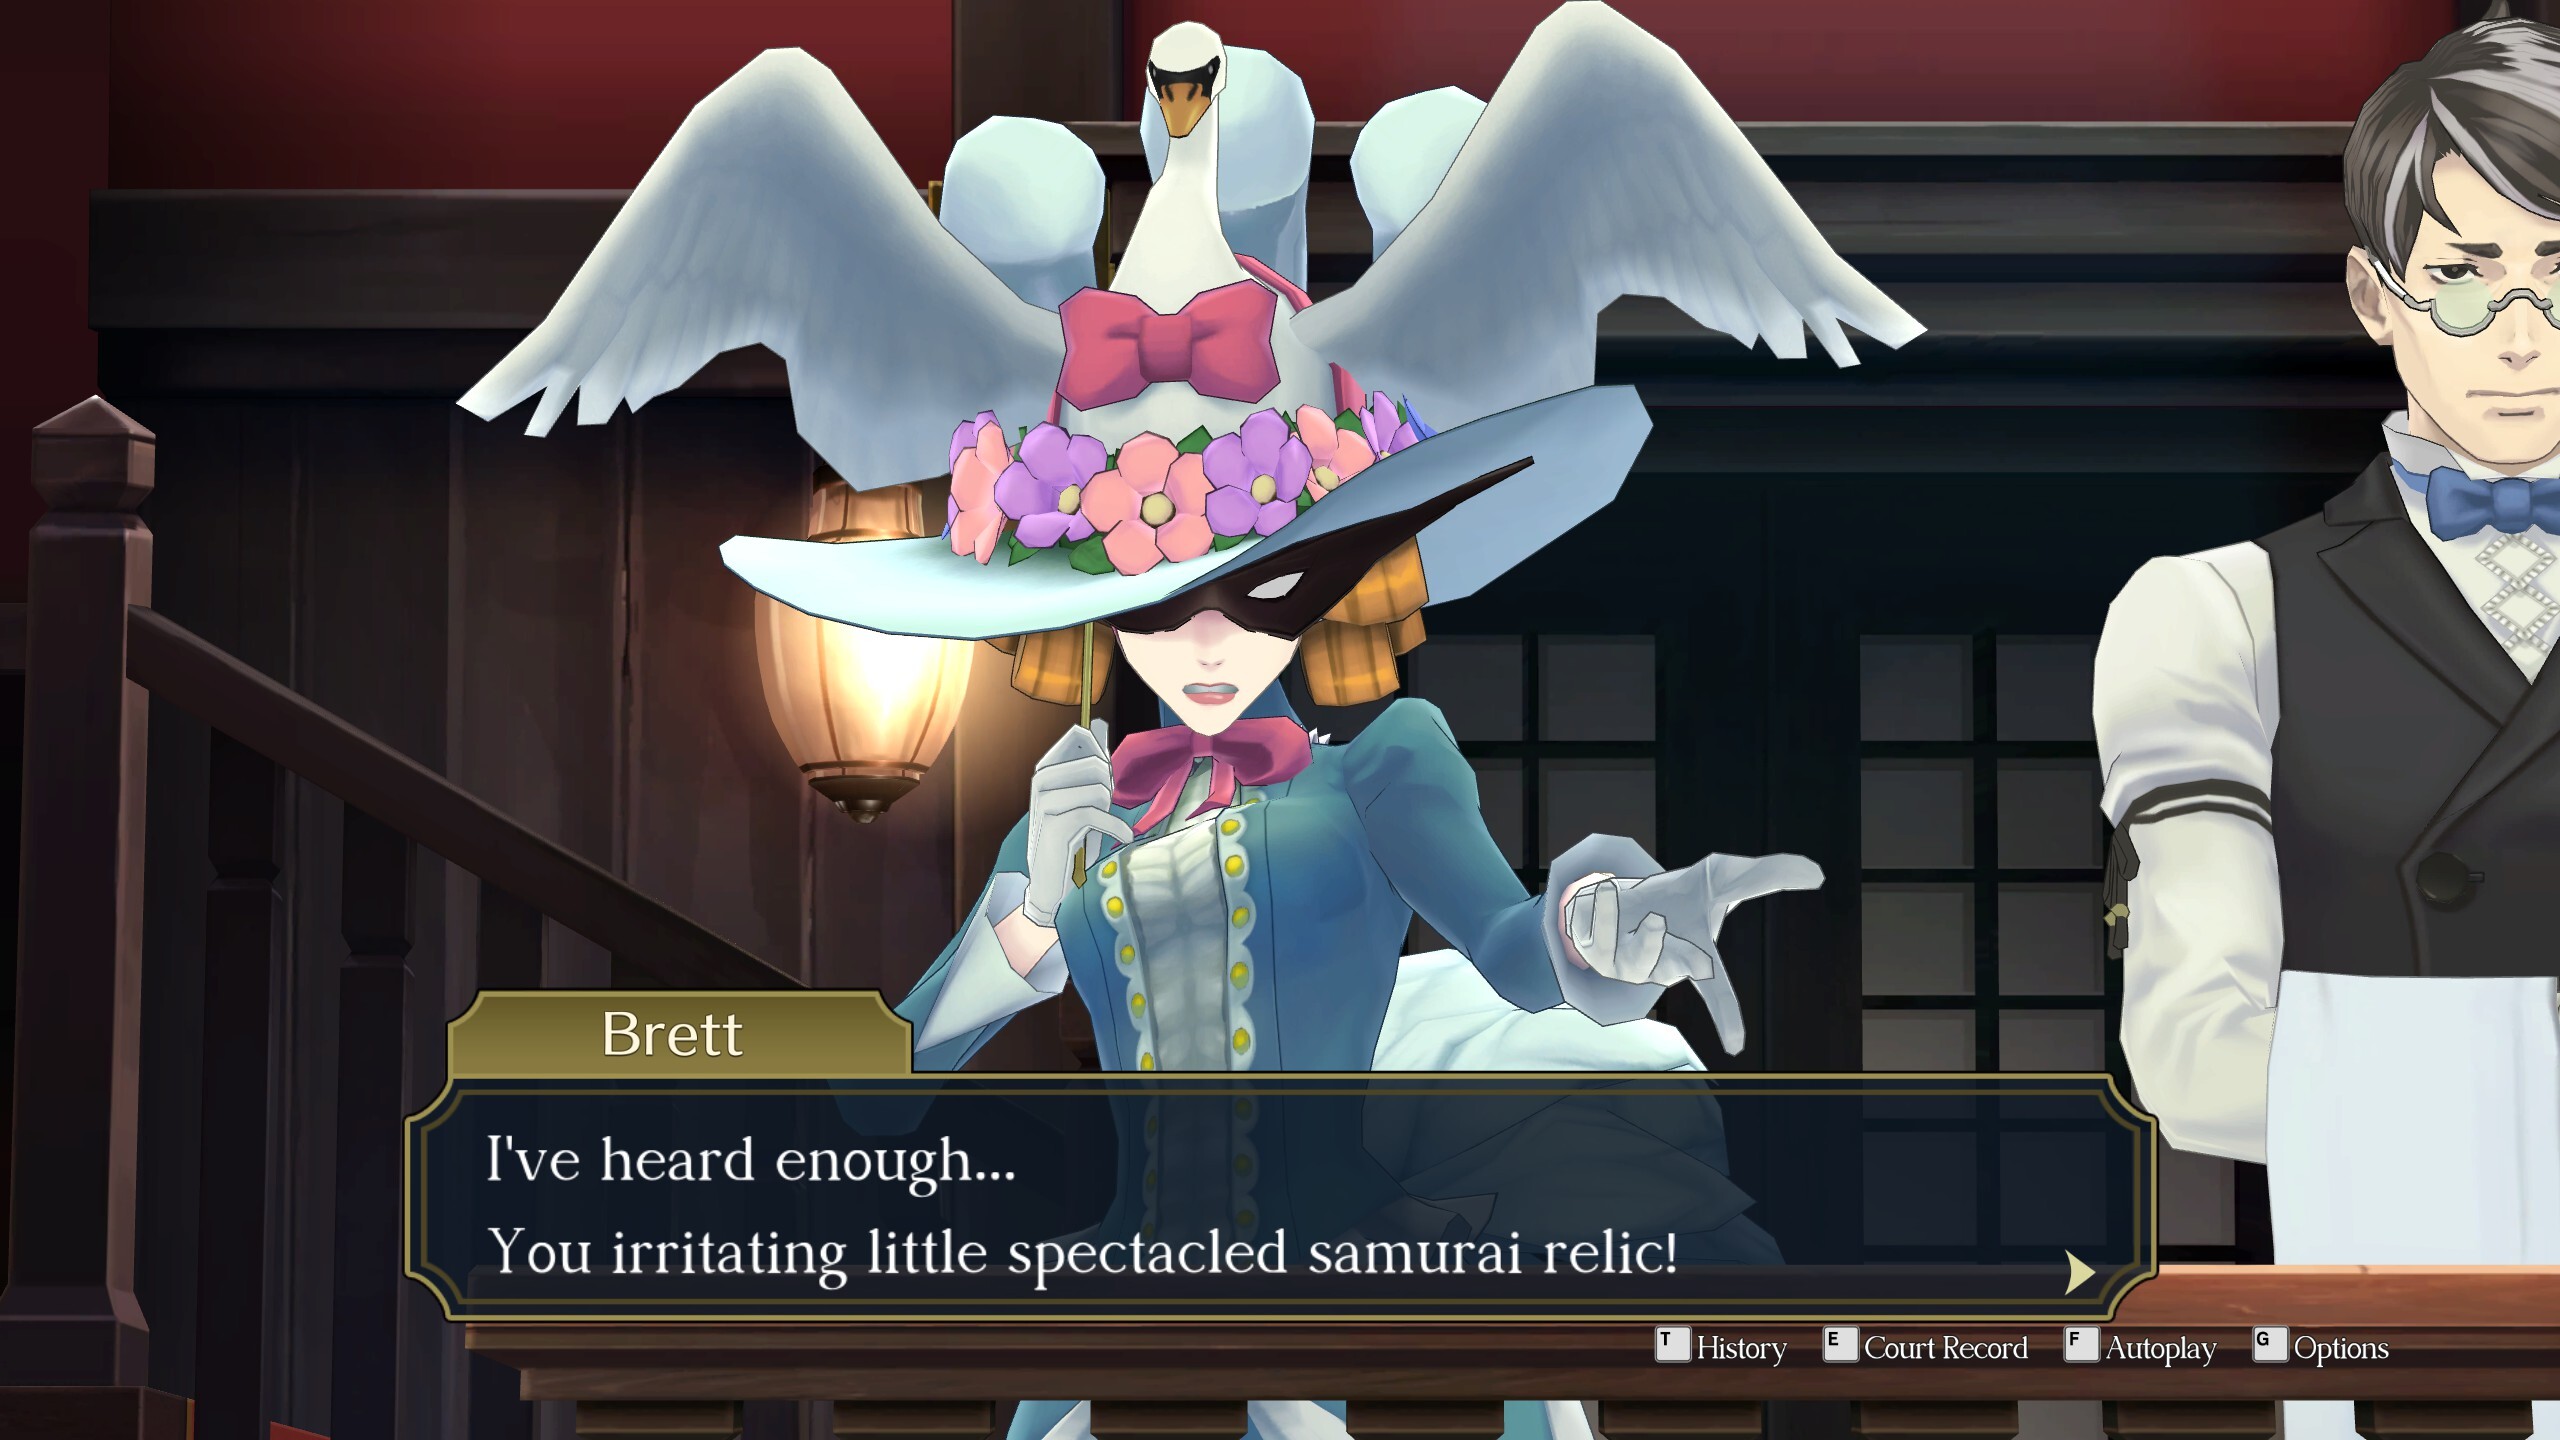 Brett
I've heard enough...
You irritating little spectacled samurai relic!
T History E Court Record F Autoplay G Options